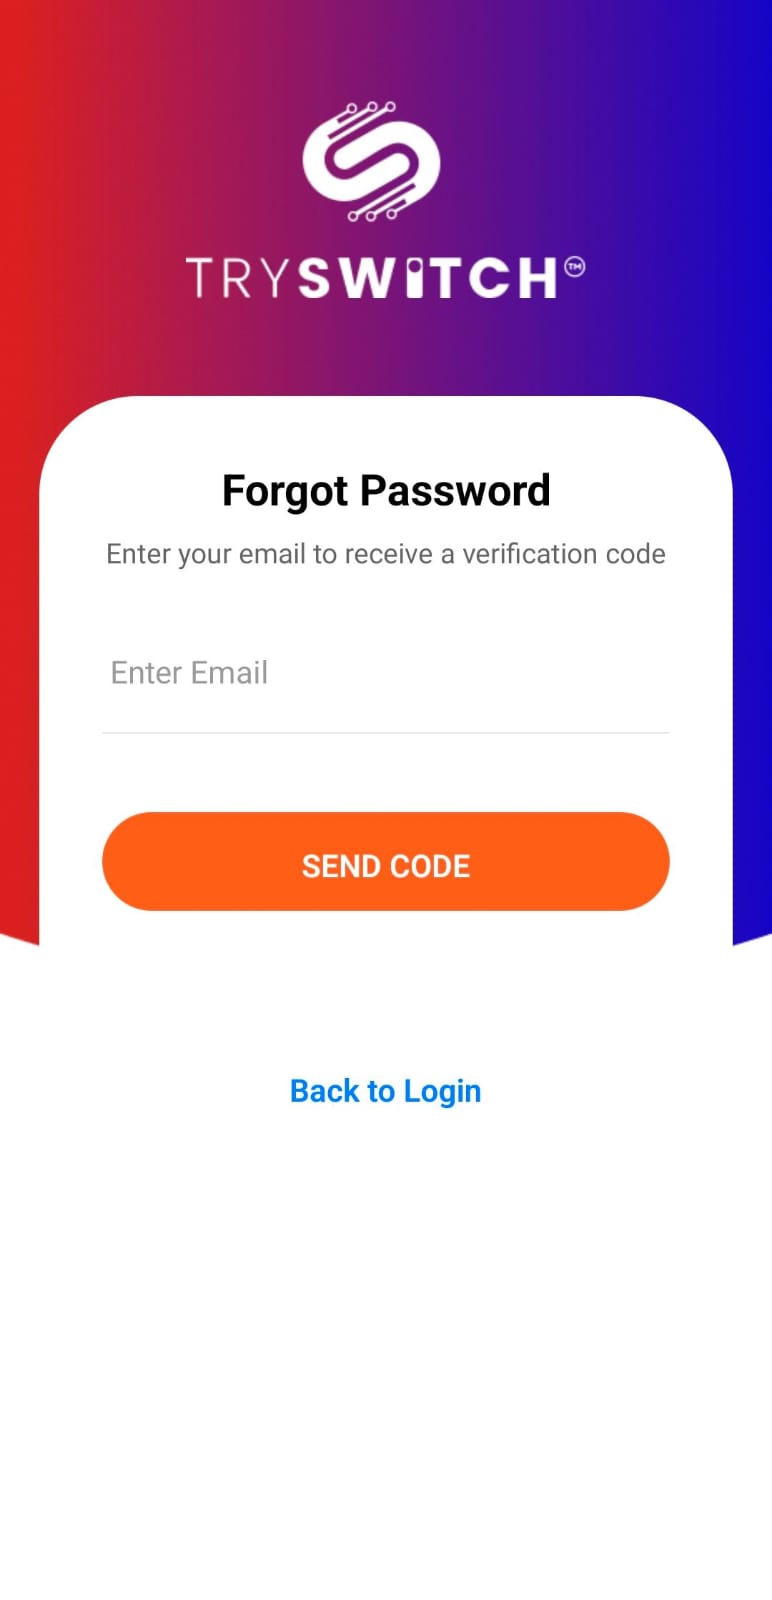 TRYSWiTCH™
Forgot Password
Enter your email to receive a verification code
Enter Email
SEND CODE
Back to Login